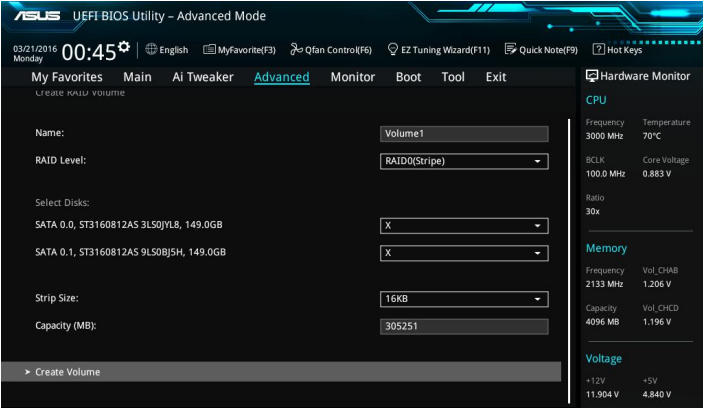 ASUS UEFI BIOS Utility – Advanced Mode
03/21/2016
Monday
00:45
English
MyFavorite(F3)
Qfan Control(F6)
EZ Tuning Wizard(F11)
Quick Note(F9)
? Hot Keys
My Favorites Main Ai Tweaker Advanced Monitor Boot Tool Exit
Create RAID Volume
Name: Volume1
RAID Level: RAID0(Stripe)
Select Disks:
SATA 0.0, ST3160812AS 3LS0JYL8, 149.0GB X
SATA 0.1, ST3160812AS 9LS0BJ5H, 149.0GB X
Strip Size: 16KB
Capacity (MB): 305251
Create Volume
Hardware Monitor
CPU
Frequency Temperature
3000 MHz 70°C
BCLK Core Voltage
100.0 MHz 0.883 V
Ratio
30x
Memory
Frequency Vol_CHAB
2133 MHz 1.206 V
Capacity Vol_CHCD
4096 MB 1.196 V
Voltage
+12V +5V
11.904 V 4.840 V